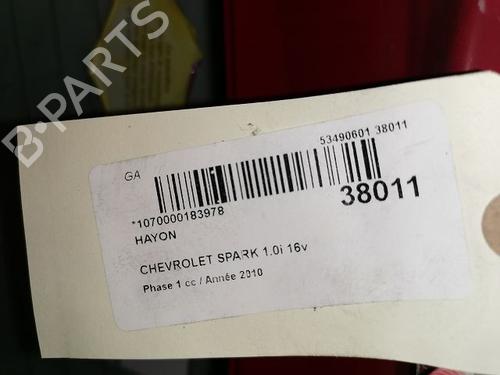 B-PARTS
GA
53490601 38011
*1070000183978
38011
HAYON
CHEVROLET SPARK 1.0i 16v
Phase 1 cc / Année 2010